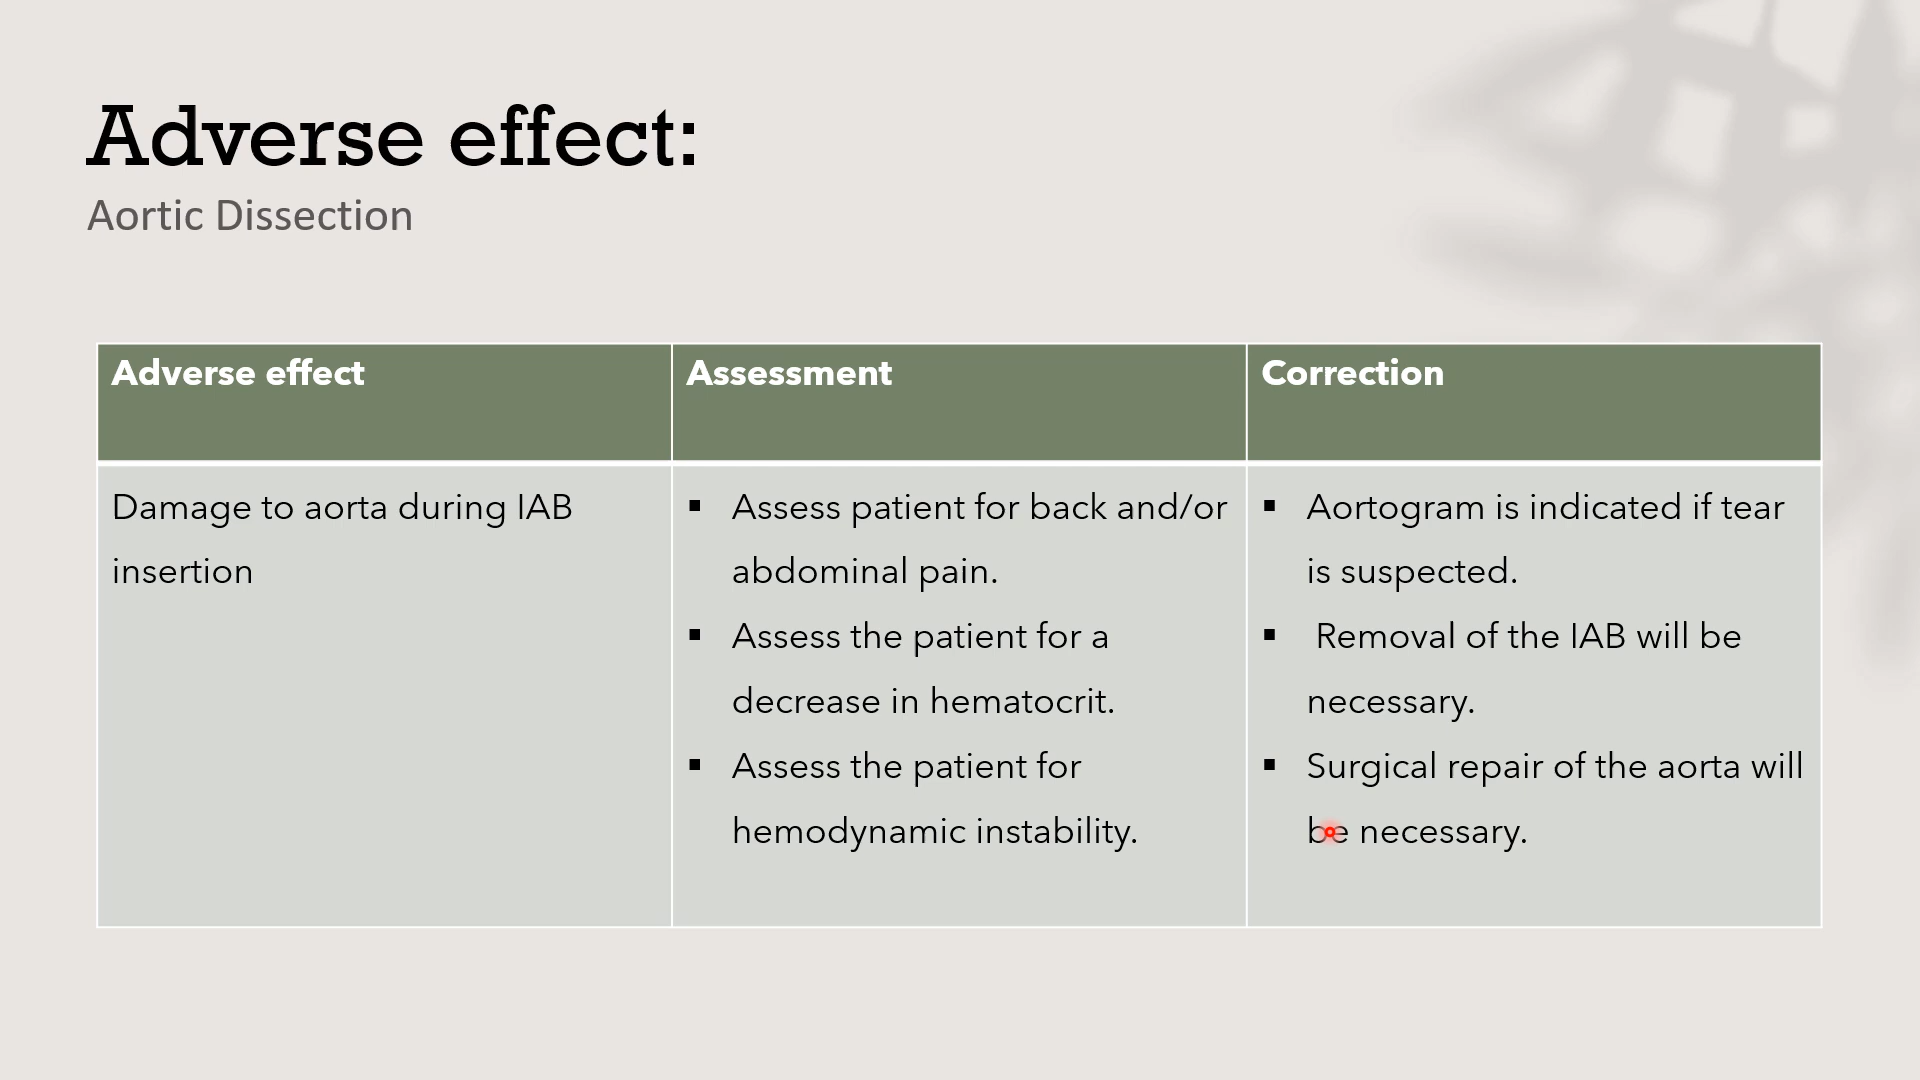 Adverse effect:
Aortic Dissection
Adverse effect
Assessment
Correction
Damage to aorta during IAB
insertion
▪ Assess patient for back and/or
abdominal pain.
▪ Assess the patient for a
decrease in hematocrit.
▪ Assess the patient for
hemodynamic instability.
▪ Aortogram is indicated if tear
is suspected.
▪ Removal of the IAB will be
necessary.
▪ Surgical repair of the aorta will
be necessary.